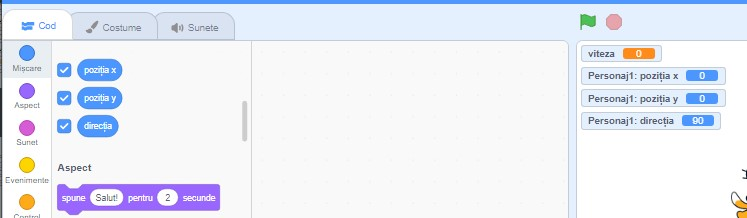 Cod Costume Sunete
Mișcare
Aspect
Sunet
Evenimente
Control
poziția x
poziția y
direcția
Aspect
spune Salut! pentru 2 secunde
viteza 0
Personaj1: poziția x 0
Personaj1: poziția y 0
Personaj1: direcția 90